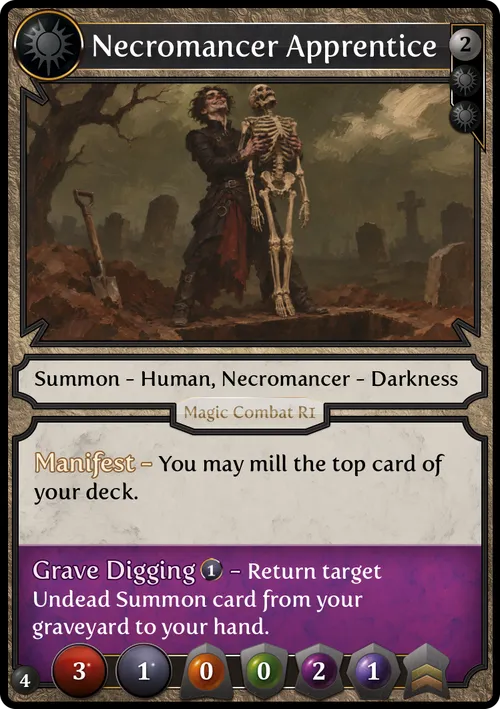 Necromancer Apprentice
2
Summon - Human, Necromancer - Darkness
Magic Combat R1
Manifest - You may mill the top card of
your deck.
Grave Digging 1 - Return target
Undead Summon card from your
graveyard to your hand.
4 3* 1* 0 0 2 1